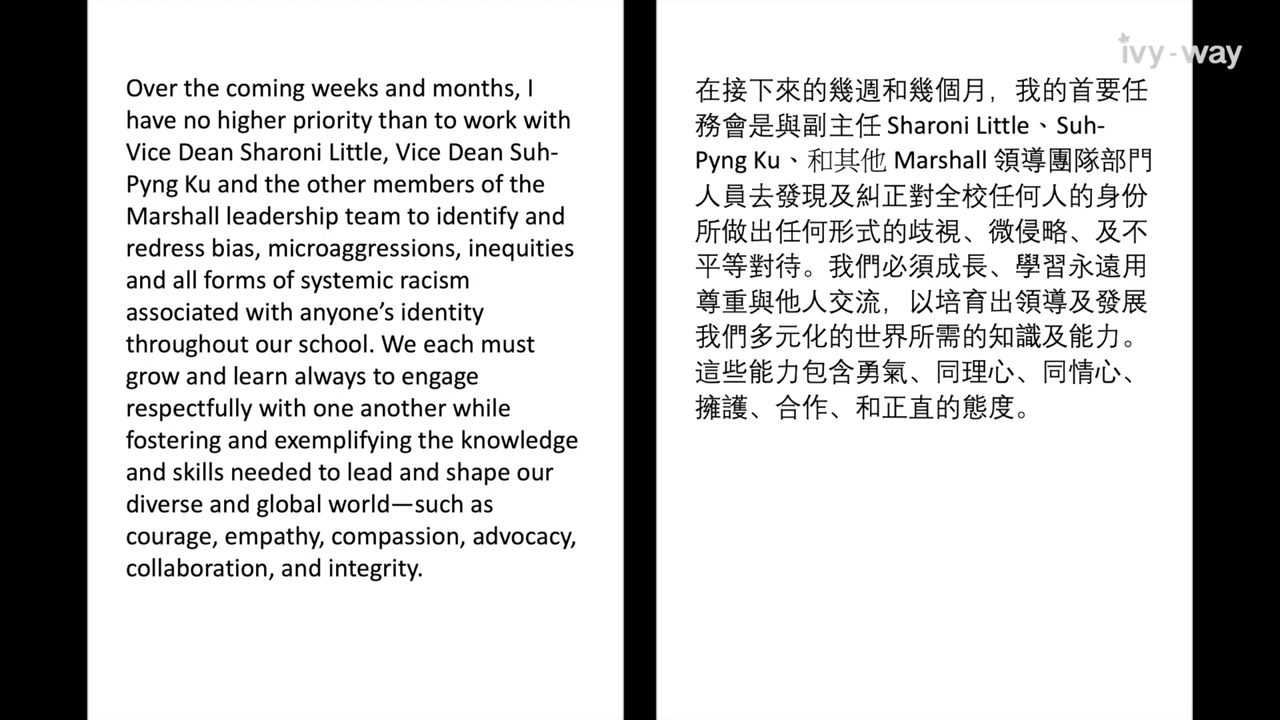 ivy-way
Over the coming weeks and months, I
have no higher priority than to work with
Vice Dean Sharoni Little, Vice Dean Suh-
Pyng Ku and the other members of the
Marshall leadership team to identify and
redress bias, microaggressions, inequities
and all forms of systemic racism
associated with anyone’s identity
throughout our school. We each must
grow and learn always to engage
respectfully with one another while
fostering and exemplifying the knowledge
and skills needed to lead and shape our
diverse and global world—such as
courage, empathy, compassion, advocacy,
collaboration, and integrity.
在接下來的幾週和幾個月，我的首要任
務會是與副主任 Sharoni Little、Suh-
Pyng Ku、和其他 Marshall 領導團隊部門
人員去發現及糾正對全校任何人的身份
所做出任何形式的歧視、微侵略、及不
平等對待。我們必須成長、學習永遠用
尊重與他人交流，以培育出領導及發展
我們多元化的世界所需的知識及能力。
這些能力包含勇氣、同理心、同情心、
擁護、合作、和正直的態度。